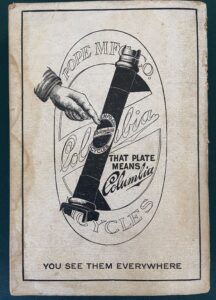 POPE MFG. CO.
Columbia
THAT PLATE
MEANS
Columbia
CYCLES
YOU SEE THEM EVERYWHERE